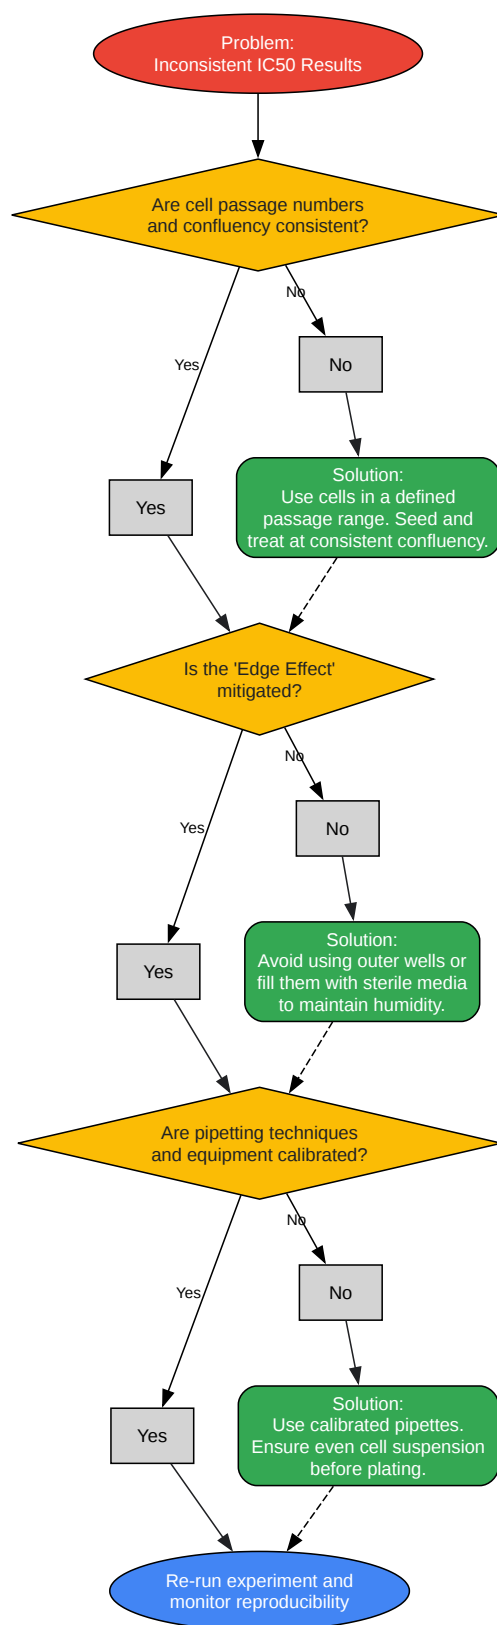 Problem:
Inconsistent IC50 Results
Are cell passage numbers
and confluency consistent?
No
Yes
No
Yes
Solution:
Use cells in a defined
passage range. Seed and
treat at consistent confluency.
Is the 'Edge Effect'
mitigated?
No
Yes
No
Yes
Solution:
Avoid using outer wells or
fill them with sterile media
to maintain humidity.
Are pipetting techniques
and equipment calibrated?
No
Yes
No
Yes
Solution:
Use calibrated pipettes.
Ensure even cell suspension
before plating.
Re-run experiment and
monitor reproducibility